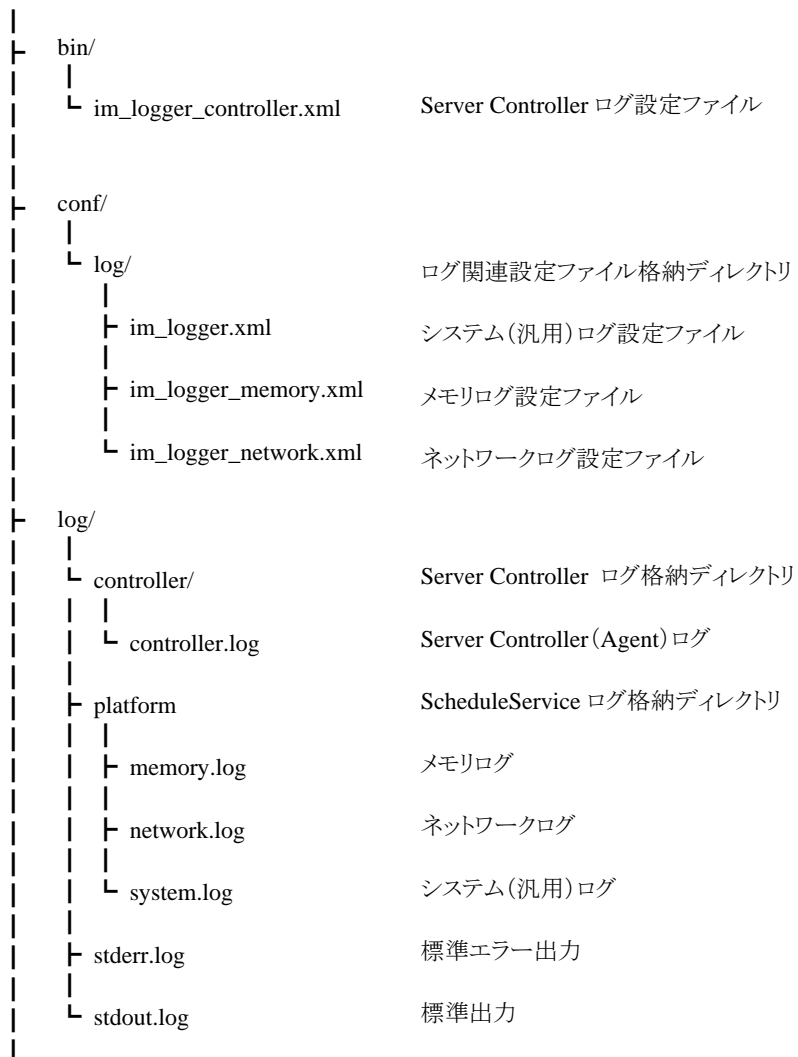 bin/
im_logger_controller.xml Server Controller ログ設定ファイル
conf/
log/ ログ関連設定ファイル格納ディレクトリ
im_logger.xml システム（汎用）ログ設定ファイル
im_logger_memory.xml メモリログ設定ファイル
im_logger_network.xml ネットワークログ設定ファイル
log/
controller/ Server Controller ログ格納ディレクトリ
controller.log Server Controller（Agent）ログ
platform ScheduleService ログ格納ディレクトリ
memory.log メモリログ
network.log ネットワークログ
system.log システム（汎用）ログ
stderr.log 標準エラー出力
stdout.log 標準出力